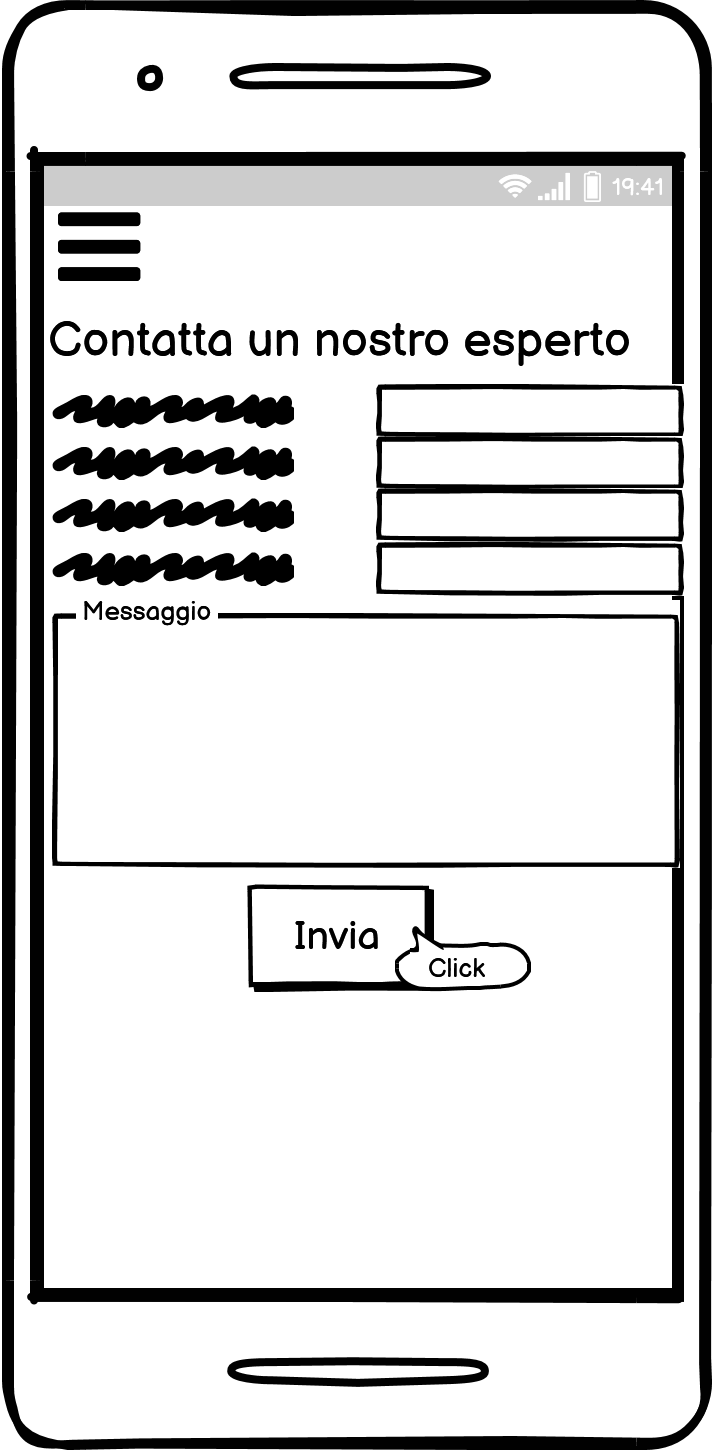 19:41
Contatta un nostro esperto
Messaggio
Invia
Click